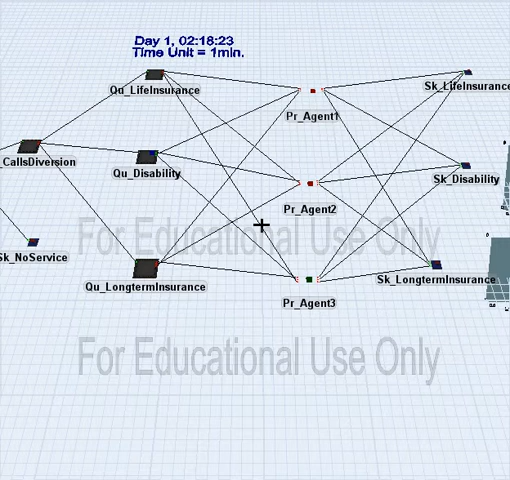 Day 1, 02:18:23
Time Unit = 1min.
Qu_LifeInsurance
Sk_LifeInsurance
Pr_Agent1
_CallsDiversion
Qu_Disability
Sk_Disability
Pr_Agent2
For Educational Use Only
Sk_NoService
Qu_LongtermInsurance
Sk_LongtermInsurance
Pr_Agent3
For Educational Use Only